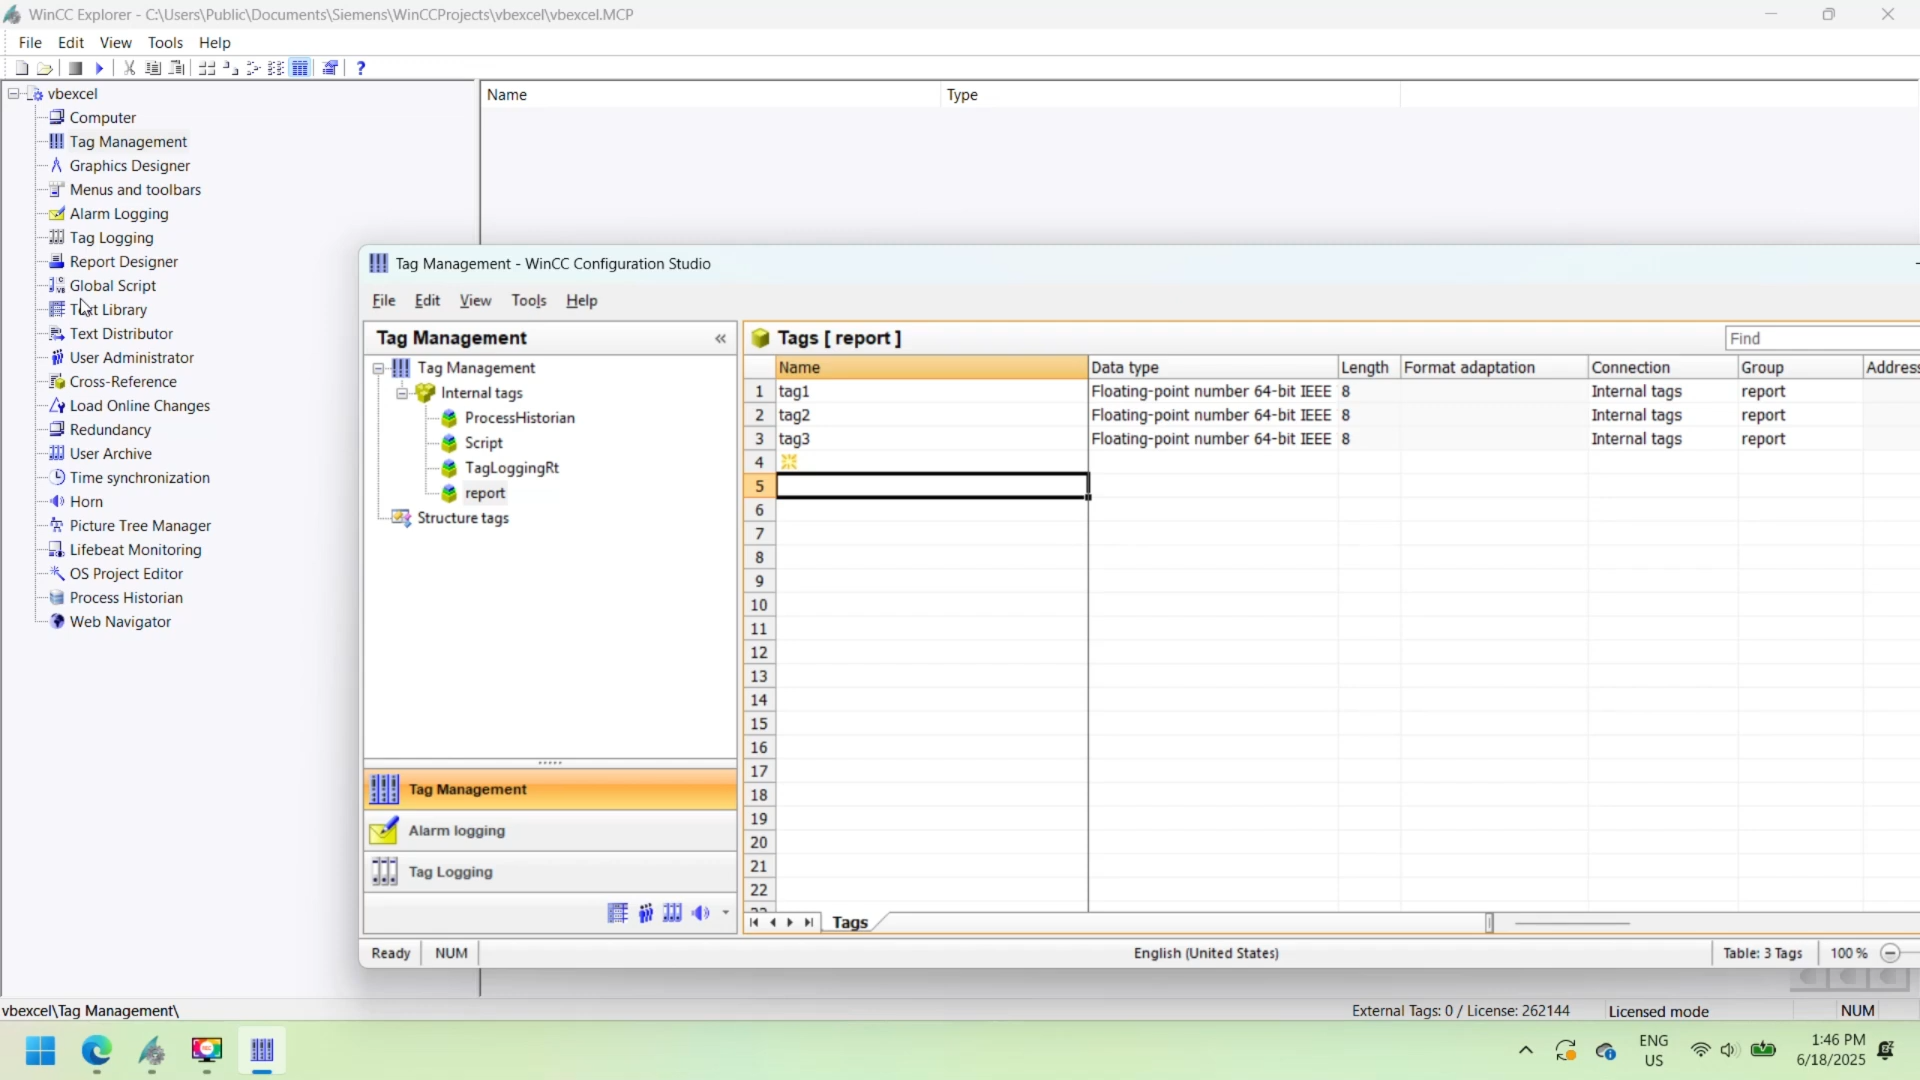 WinCC Explorer - C:\Users\Public\Documents\Siemens\WinCCProjects\vbexcel\vbexcel.MCP
File Edit View Tools Help
vbexcel
Computer
Tag Management
Graphics Designer
Menus and toolbars
Alarm Logging
Tag Logging
Report Designer
Global Script
Text Library
Text Distributor
User Administrator
Cross-Reference
Load Online Changes
Redundancy
User Archive
Time synchronization
Horn
Picture Tree Manager
Lifebeat Monitoring
OS Project Editor
Process Historian
Web Navigator
Name Type
Tag Management - WinCC Configuration Studio
File Edit View Tools Help
Tag Management «
Tag Management
Internal tags
ProcessHistorian
Script
TagLoggingRt
report
Structure tags
Tag Management
Alarm logging
Tag Logging
Tags [ report ] Find
Name Data type Length Format adaptation Connection Group Address
1 tag1 Floating-point number 64-bit IEEE 8 Internal tags report
2 tag2 Floating-point number 64-bit IEEE 8 Internal tags report
3 tag3 Floating-point number 64-bit IEEE 8 Internal tags report
4
5
6
7
8
9
10
11
12
13
14
15
16
17
18
19
20
21
22
Tags
Ready NUM English (United States) Table: 3 Tags 100 %
vbexcel\Tag Management\ External Tags: 0 / License: 262144 Licensed mode NUM
ENG
US
1:46 PM
6/18/2025